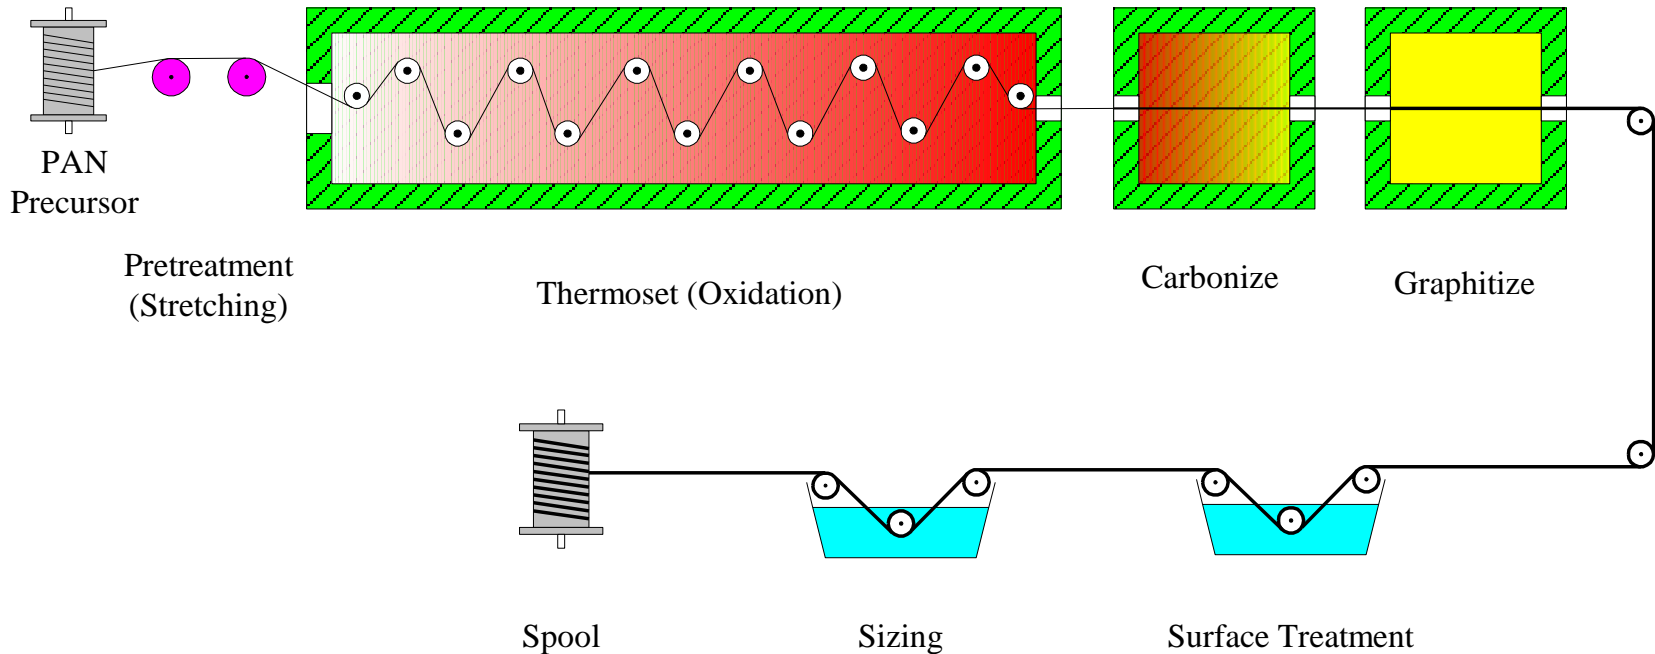 PAN
Precursor
Pretreatment
(Stretching)
Thermoset (Oxidation)
Carbonize
Graphitize
Spool
Sizing
Surface Treatment